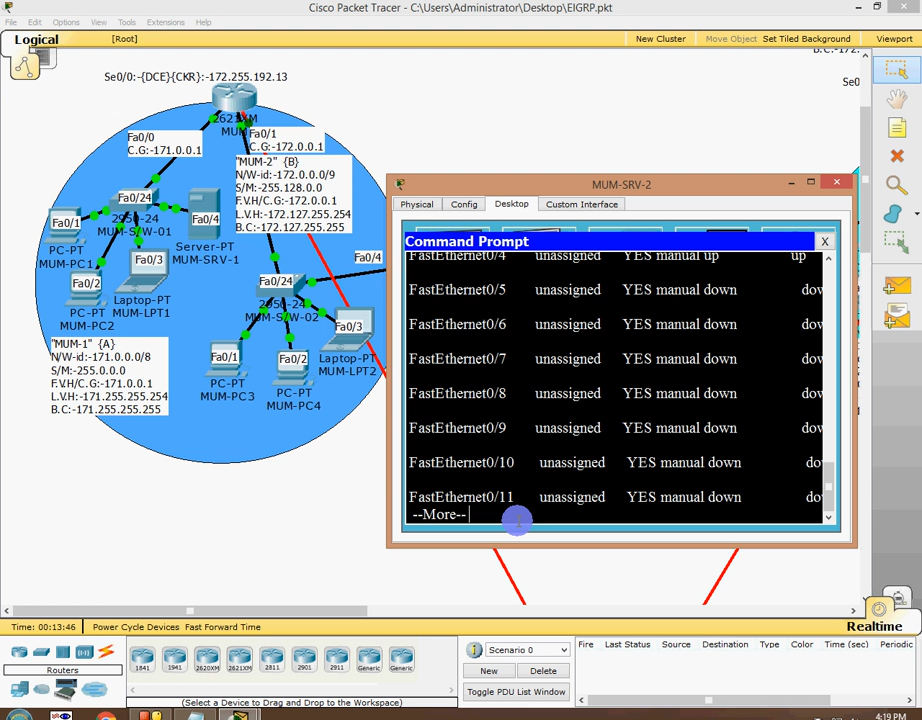 Cisco Packet Tracer - C:\Users\Administrator\Desktop\EIGRP.pkt
File Edit Options View Tools Extensions Help
Logical [Root] New Cluster Move Object Set Tiled Background Viewport
Se0/0:-{DCE}{CKR}:-172.255.192.13
Se0
2621XM
MUM
Fa0/0
C.G:-171.0.0.1
Fa0/1
C.G:-172.0.0.1
"MUM-2" {B}
N/W-id:-172.0.0.0/9
S/M:-255.128.0.0
F.V.H/C.G:-172.0.0.1
L.V.H:-172.127.255.254
B.C:-172.127.255.255
Fa0/24
2950-24
MUM-S/W-01
Fa0/1
PC-PT
MUM-PC1
Fa0/4
Server-PT
MUM-SRV-1
Fa0/3
Laptop-PT
MUM-LPT1
Fa0/2
PC-PT
MUM-PC2
Fa0/4
Fa0/24
2950-24
MUM-S/W-02
Fa0/3
Laptop-PT
MUM-LPT2
Fa0/1
PC-PT
MUM-PC3
Fa0/2
PC-PT
MUM-PC4
"MUM-1" {A}
N/W-id:-171.0.0.0/8
S/M:-255.0.0.0
F.V.H/C.G:-171.0.0.1
L.V.H:-171.255.255.254
B.C:-171.255.255.255
MUM-SRV-2
Physical Config Desktop Custom Interface
Command Prompt X
FastEthernet0/4 unassigned YES manual up up
FastEthernet0/5 unassigned YES manual down dov
FastEthernet0/6 unassigned YES manual down dov
FastEthernet0/7 unassigned YES manual down dov
FastEthernet0/8 unassigned YES manual down dov
FastEthernet0/9 unassigned YES manual down dov
FastEthernet0/10 unassigned YES manual down dov
FastEthernet0/11 unassigned YES manual down dov
--More--
Time: 00:13:46 Power Cycle Devices Fast Forward Time
Realtime
Routers
1841 1941 2620XM 2621XM 2811 2901 2911 Generic Generic
(Select a Device to Drag and Drop to the Workspace)
Scenario 0
New Delete
Toggle PDU List Window
Fire Last Status Source Destination Type Color Time (sec) Periodic
4:19 PM